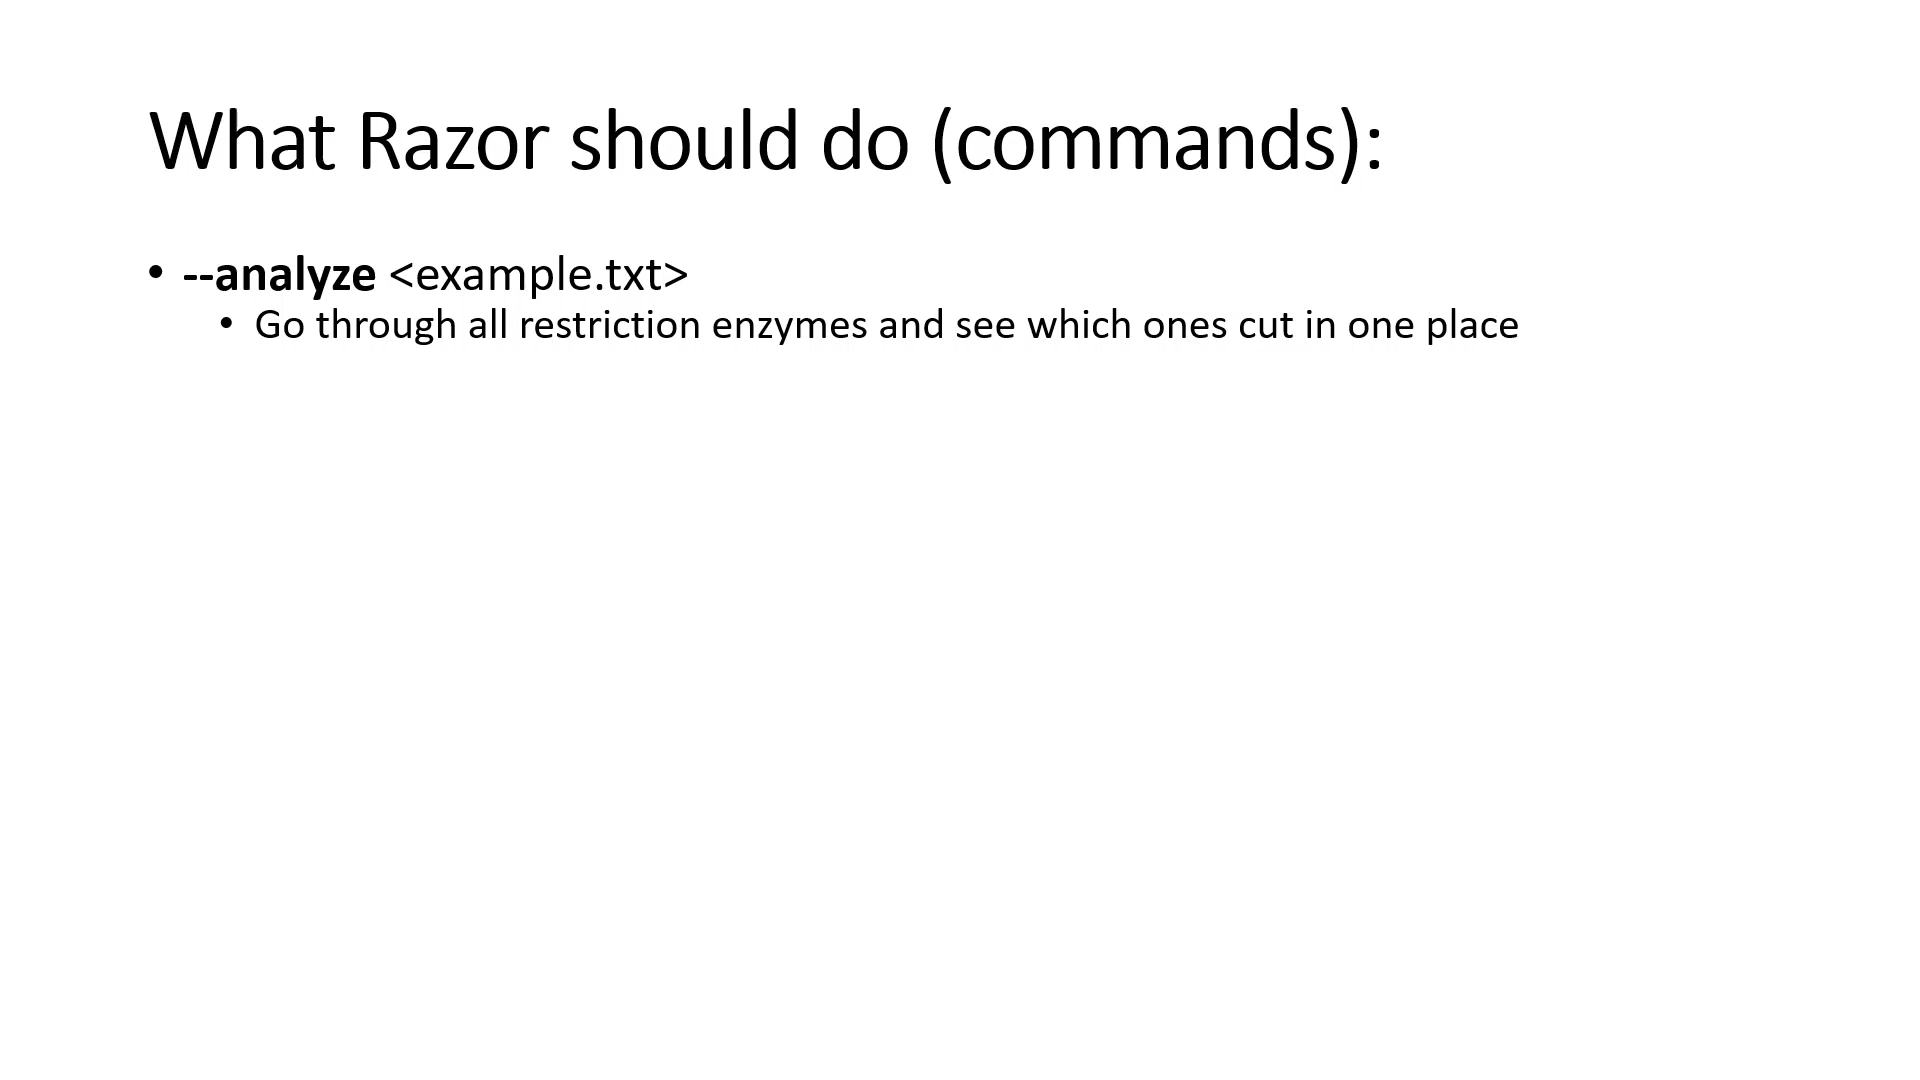 What Razor should do (commands):
• --analyze <example.txt>
• Go through all restriction enzymes and see which ones cut in one place